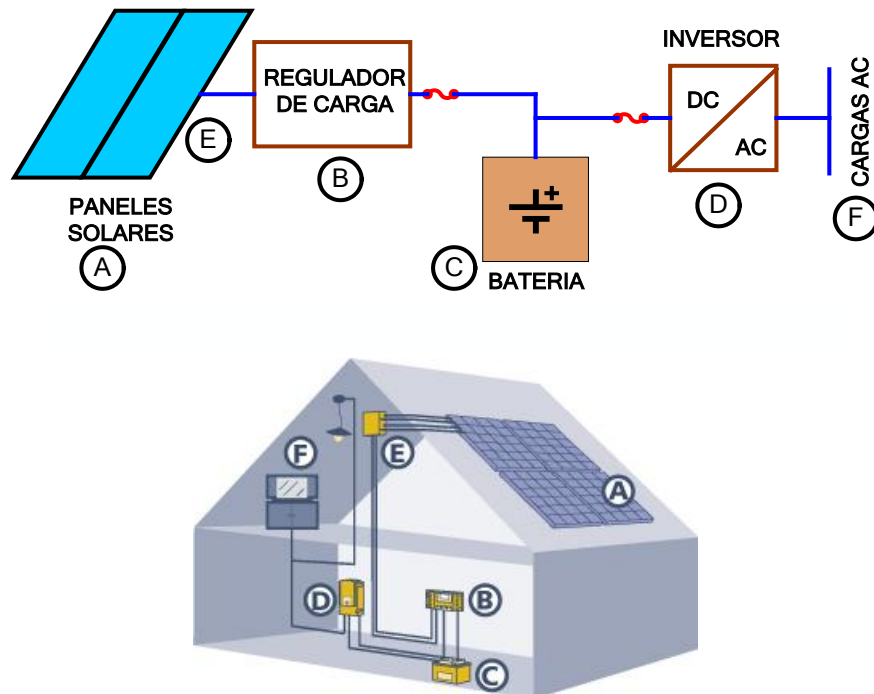 REGULADOR
DE CARGA
E
B
PANELES
SOLARES
A
C
BATERIA
INVERSOR
DC
AC
D
CARGAS AC
F
F
E
A
D
B
C